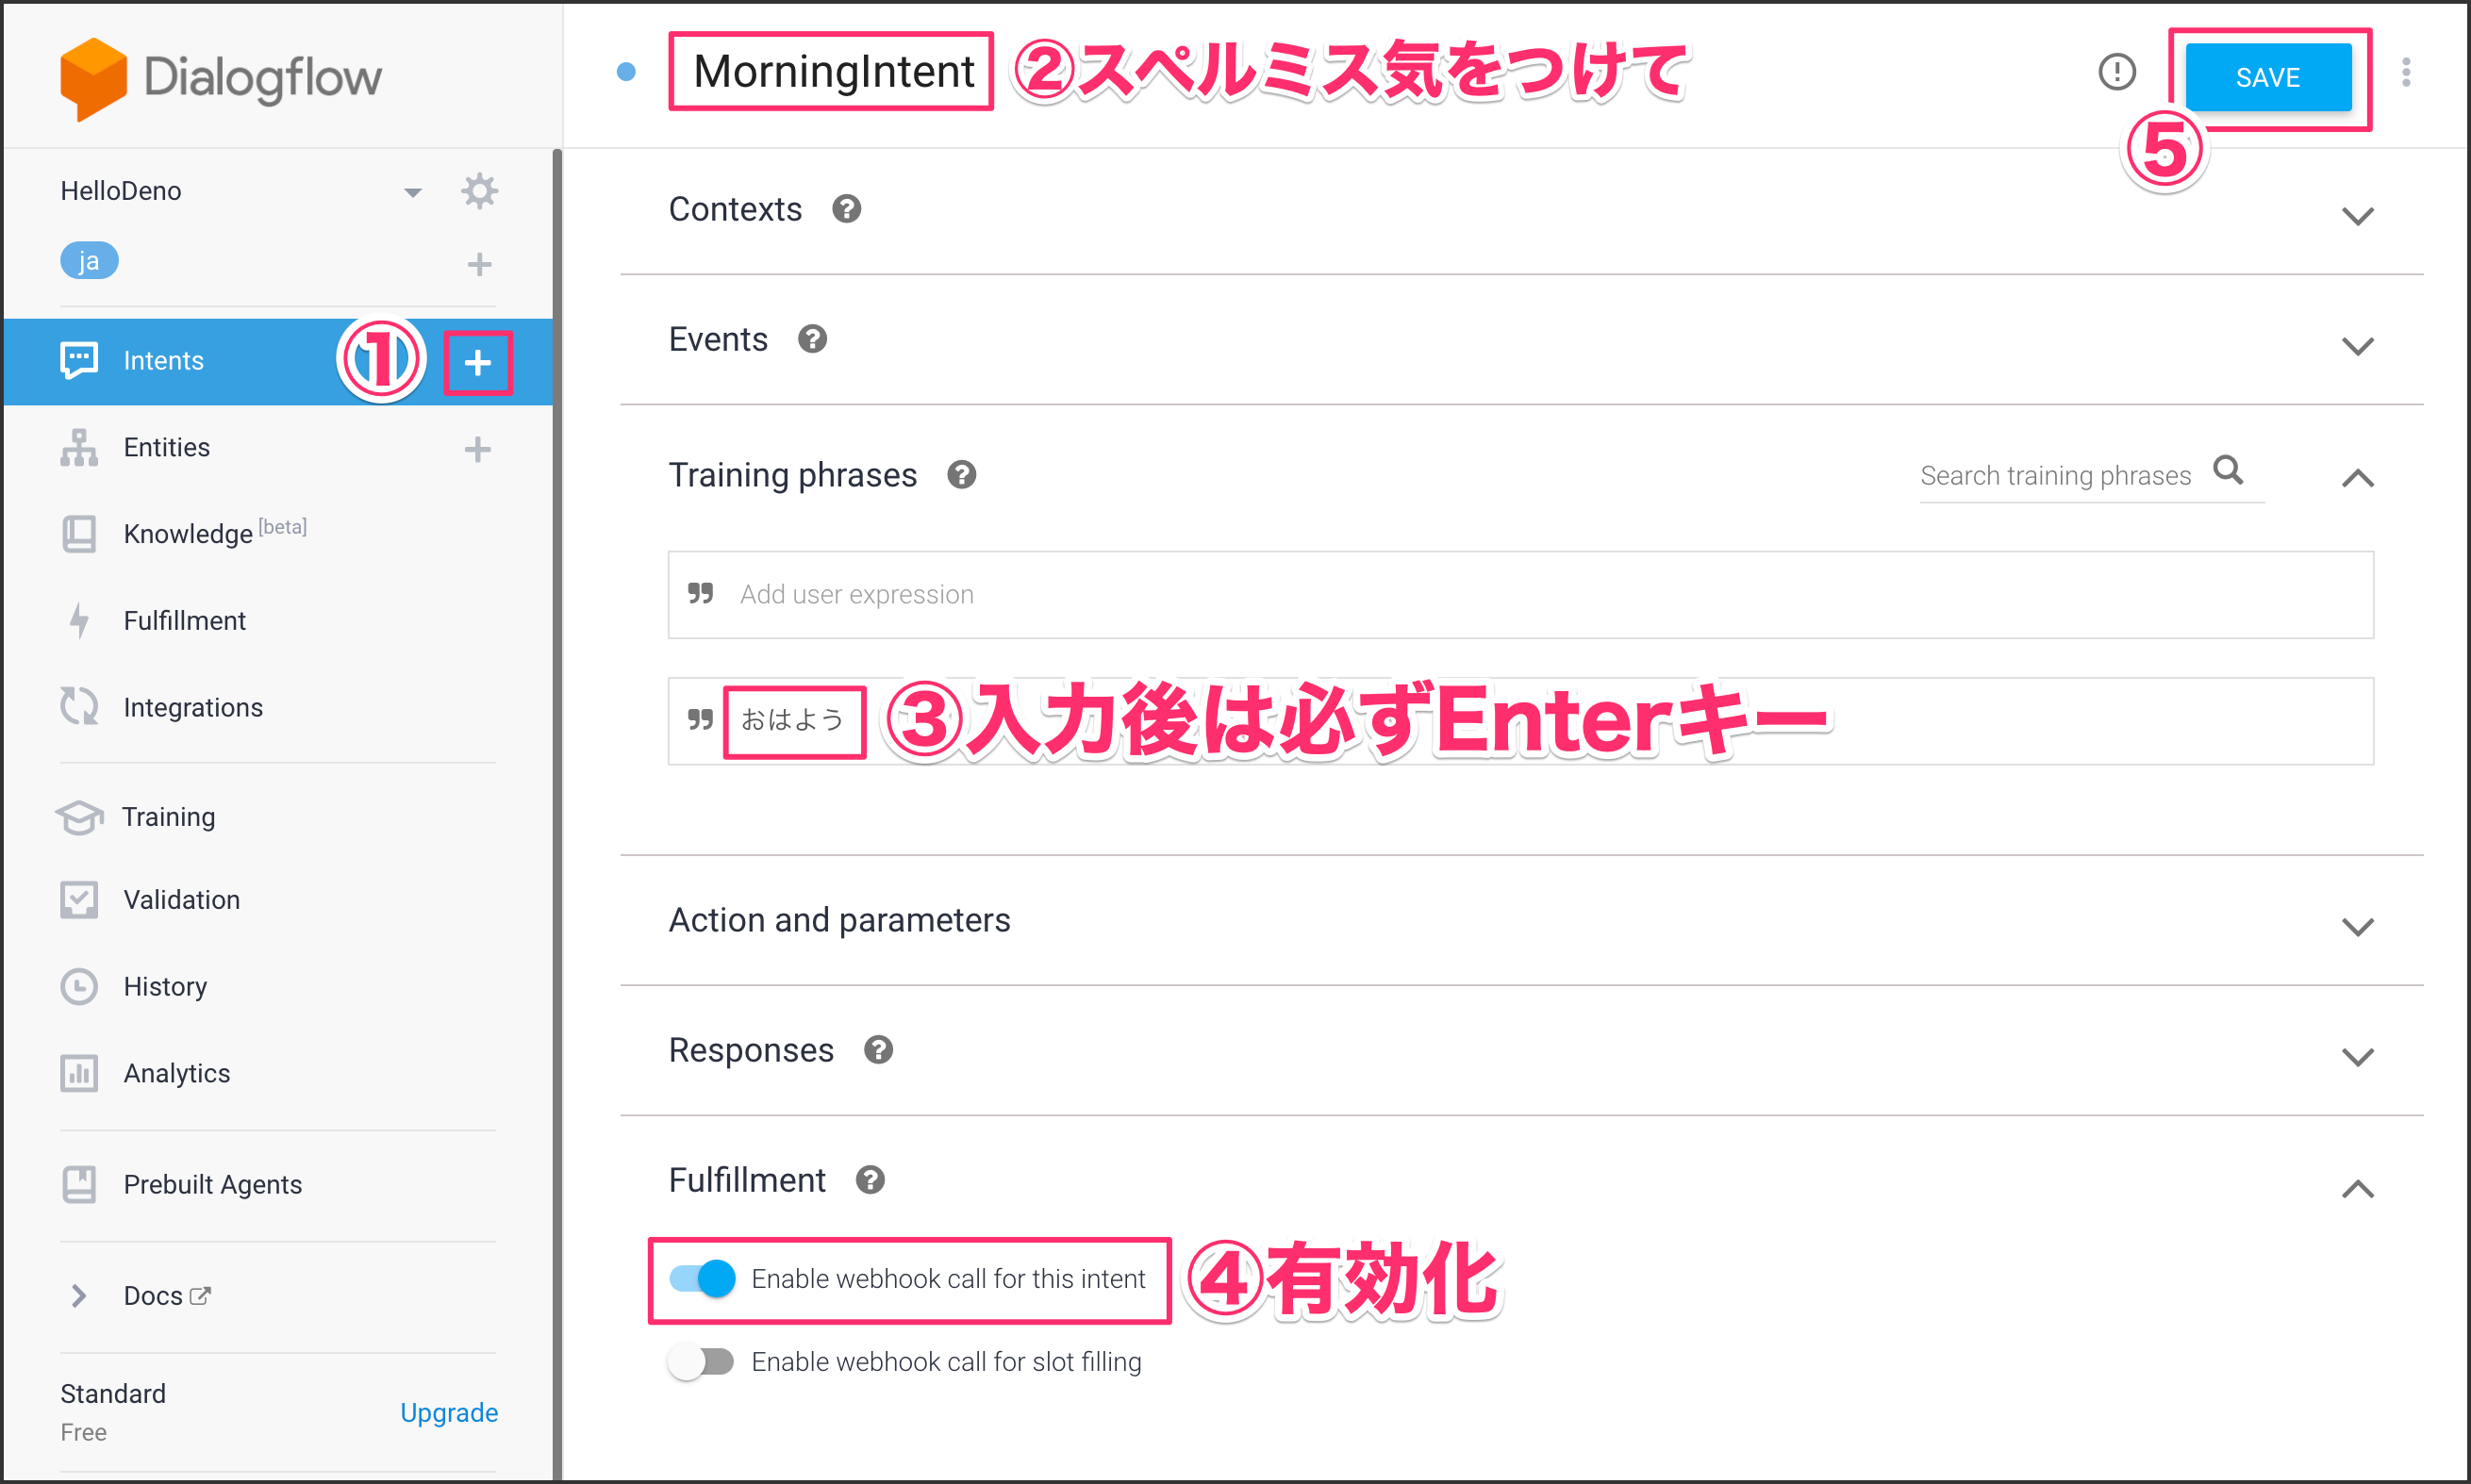 Dialogflow
HelloDeno
ja
Intents ①
Entities
Knowledge [beta]
Fulfillment
Integrations
Training
Validation
History
Analytics
Prebuilt Agents
Docs
Standard
Free
Upgrade
MorningIntent ②スペルミス気をつけて
SAVE
⑤
Contexts
Events
Training phrases
Search training phrases
Add user expression
おはよう ③入力後は必ずEnterキー
Action and parameters
Responses
Fulfillment
Enable webhook call for this intent ④有効化
Enable webhook call for slot filling